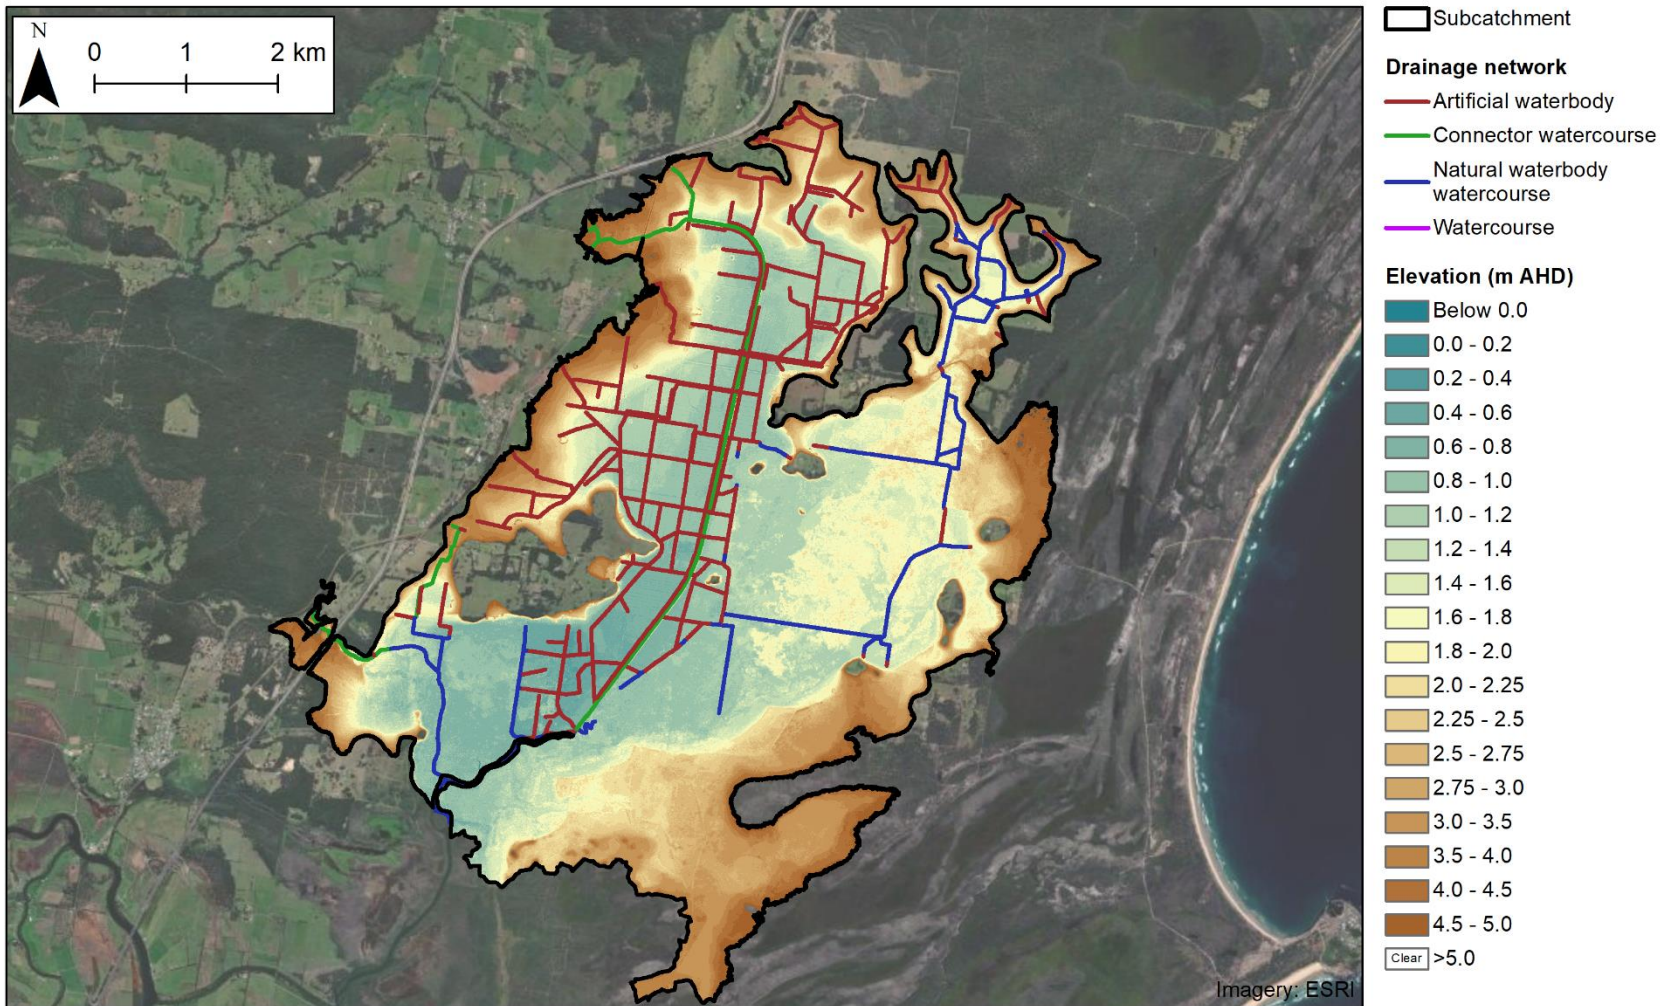 N
0 1 2 km
Subcatchment
Drainage network
Artificial waterbody
Connector watercourse
Natural waterbody
watercourse
Watercourse
Elevation (m AHD)
Below 0.0
0.0 - 0.2
0.2 - 0.4
0.4 - 0.6
0.6 - 0.8
0.8 - 1.0
1.0 - 1.2
1.2 - 1.4
1.4 - 1.6
1.6 - 1.8
1.8 - 2.0
2.0 - 2.25
2.25 - 2.5
2.5 - 2.75
2.75 - 3.0
3.0 - 3.5
3.5 - 4.0
4.0 - 4.5
4.5 - 5.0
Clear >5.0
Imagery: ESRI